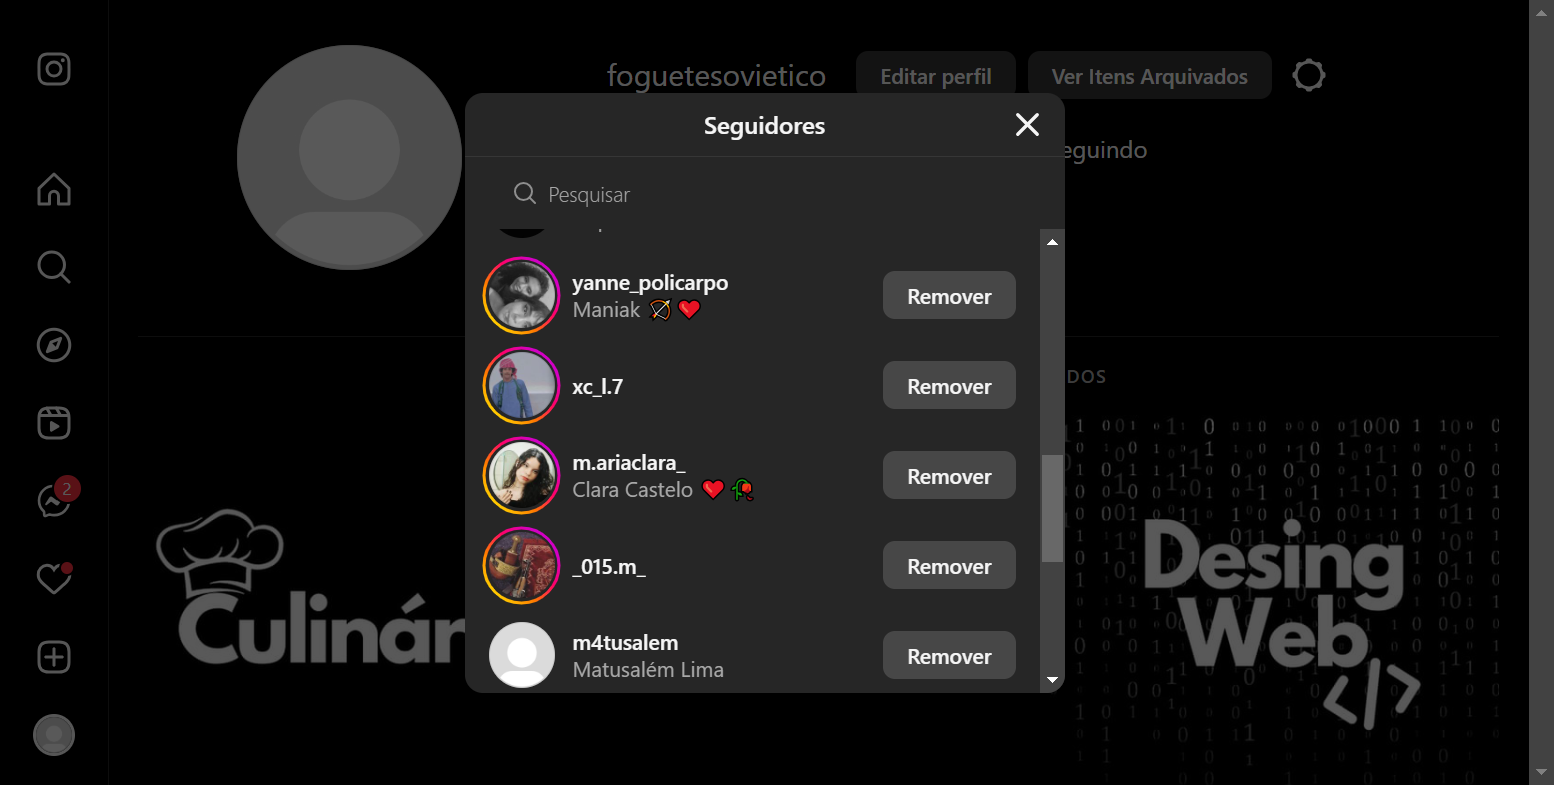 foguetesovietico
Editar perfil
Ver Itens Arquivados
Seguidores
eguindo
Pesquisar
yanne_policarpo
Maniak 🏹❤️
Remover
xc_l.7
Remover
DOS
m.ariaclara_
Clara Castelo ❤️🥀
Remover
2
_015.m_
Remover
m4tusalem
Matusalém Lima
Remover
Culinár
Desing
Web
</>